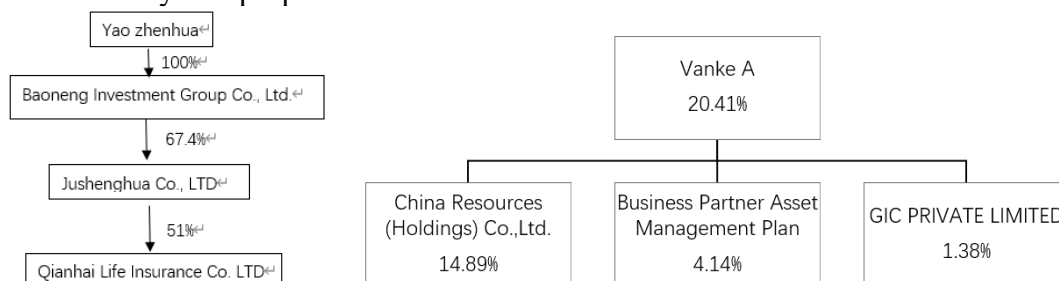 Yao zhenhua↵
100%↵
Baoneng Investment Group Co., Ltd.↵
67.4%↵
Jushenghua Co., LTD↵
51%↵
Qianhai Life Insurance Co. LTD↵
Vanke A
20.41%
China Resources
(Holdings) Co.,Ltd.
14.89%
Business Partner Asset
Management Plan
4.14%
GIC PRIVATE LIMITED
1.38%